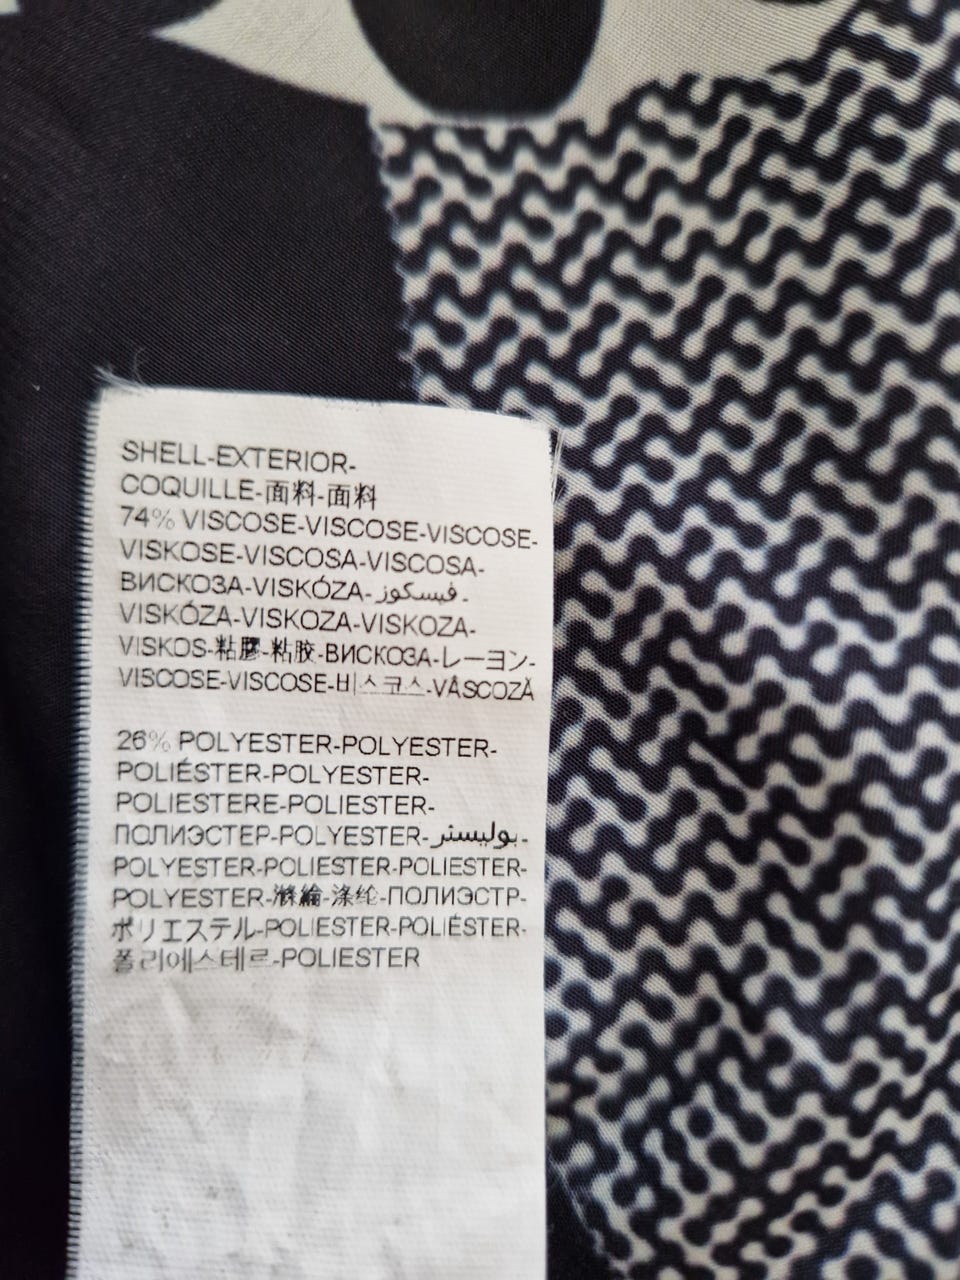 SHELL-EXTERIOR-
COQUILLE-面料-面料
74% VISCOSE-VISCOSE-VISCOSE-
VISKOSE-VISCOSA-VISCOSA-
ВИСКОЗА-VISKÓZA-فيسكوز-
VISKÓZA-VISKOZA-VISKOZA-
VISKOS-粘膠-粘胶-ВИСКОЗА-レーヨン-
VISCOSE-VISCOSE-비스코스-VÂSCOZĂ
26% POLYESTER-POLYESTER-
POLIÉSTER-POLYESTER-
POLIESTERE-POLIESTER-
ПОЛИЭСТЕР-POLYESTER-بوليستر-
POLYESTER-POLIESTER-POLIESTER-
POLYESTER-滌綸-涤纶-ПОЛИЭСТР-
ポリエステル-POLIESTER-POLIÉSTER-
폴리에스테르-POLIESTER